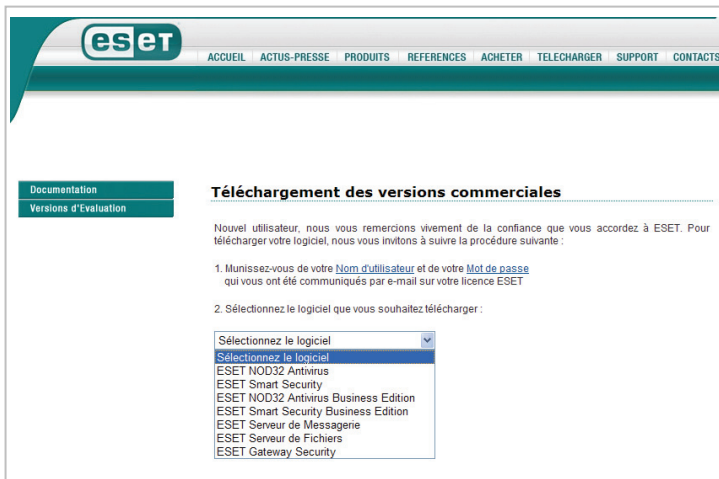 eset
ACCUEIL ACTUS-PRESSE PRODUITS REFERENCES ACHETER TELECHARGER SUPPORT CONTACTS
Documentation
Versions d'Evaluation
Téléchargement des versions commerciales
Nouvel utilisateur, nous vous remercions vivement de la confiance que vous accordez à ESET. Pour
télécharger votre logiciel, nous vous invitons à suivre la procédure suivante :
1. Munissez-vous de votre Nom d'utilisateur et de votre Mot de passe
qui vous ont été communiqués par e-mail sur votre licence ESET
2. Sélectionnez le logiciel que vous souhaitez télécharger :
Sélectionnez le logiciel
Sélectionnez le logiciel
ESET NOD32 Antivirus
ESET Smart Security
ESET NOD32 Antivirus Business Edition
ESET Smart Security Business Edition
ESET Serveur de Messagerie
ESET Serveur de Fichiers
ESET Gateway Security